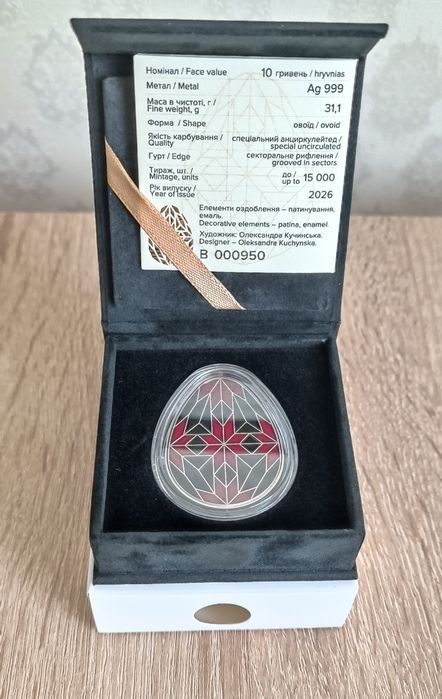 Номінал / Face value 10 гривень / hryvnias
Метал / Metal Ag 999
Маса в чистоті, г / Fine weight, g 31,1
Форма / Shape овоїд / ovoid
Якість карбування / Quality спеціальний анциркулейтед / special uncirculated
Гурт / Edge секторальне рифлення / grooved in sectors
Тираж, шт. / Mintage, units до / up to 15 000
Рік випуску / Year of issue 2026
Елементи оздоблення – патинування,
емаль.
Decorative elements – patina, enamel.
Художник: Олександра Кучинська.
Designer – Oleksandra Kuchynska.
B 000950